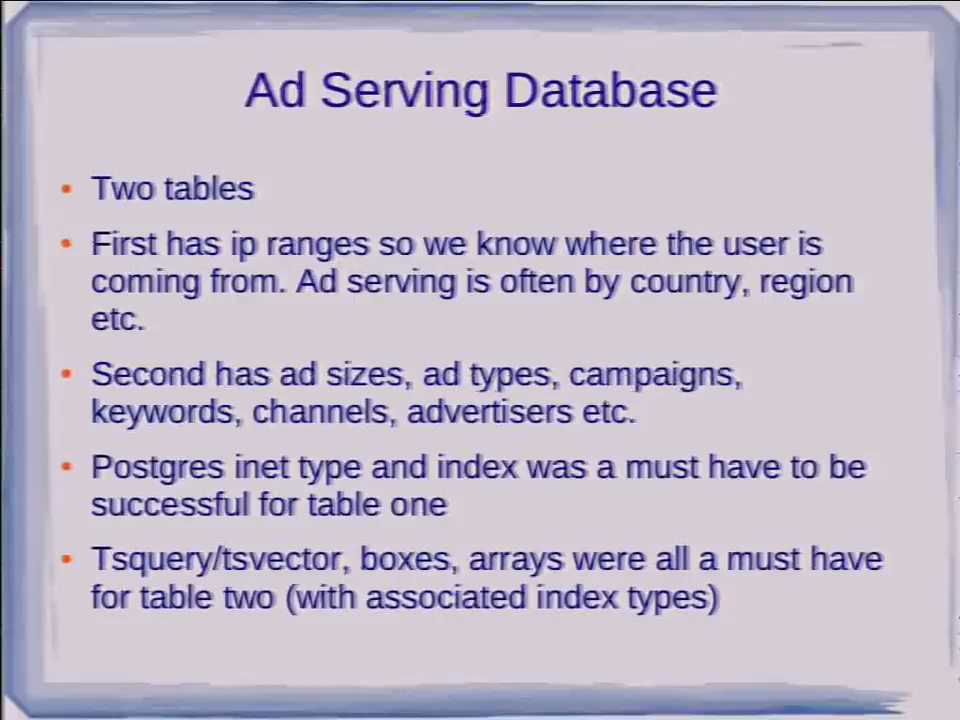 Ad Serving Database
• Two tables
• First has ip ranges so we know where the user is
coming from. Ad serving is often by country, region
etc.
• Second has ad sizes, ad types, campaigns,
keywords, channels, advertisers etc.
• Postgres inet type and index was a must have to be
successful for table one
• Tsquery/tsvector, boxes, arrays were all a must have
for table two (with associated index types)